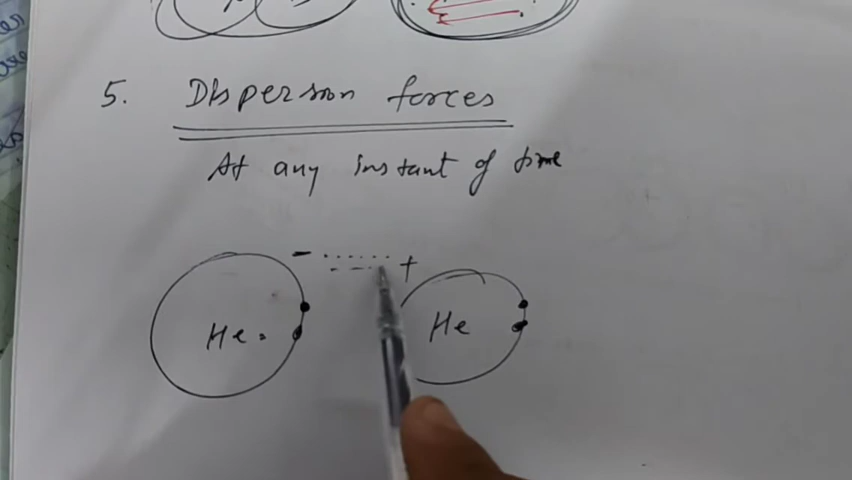 5. Dispersion forces
At any instant of time
- +
He He